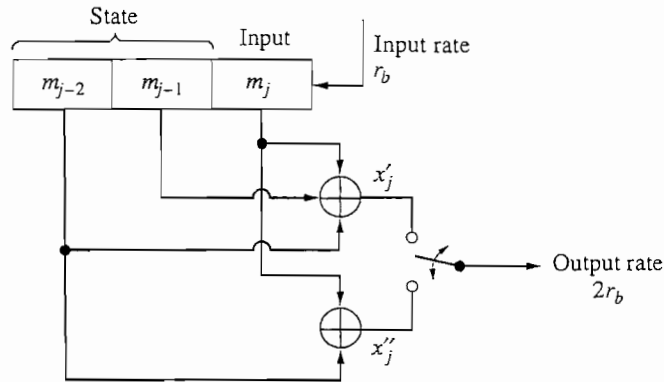 State
Input
Input rate
r_b
m_{j-2}
m_{j-1}
m_j
x'_j
x''_j
Output rate
2r_b